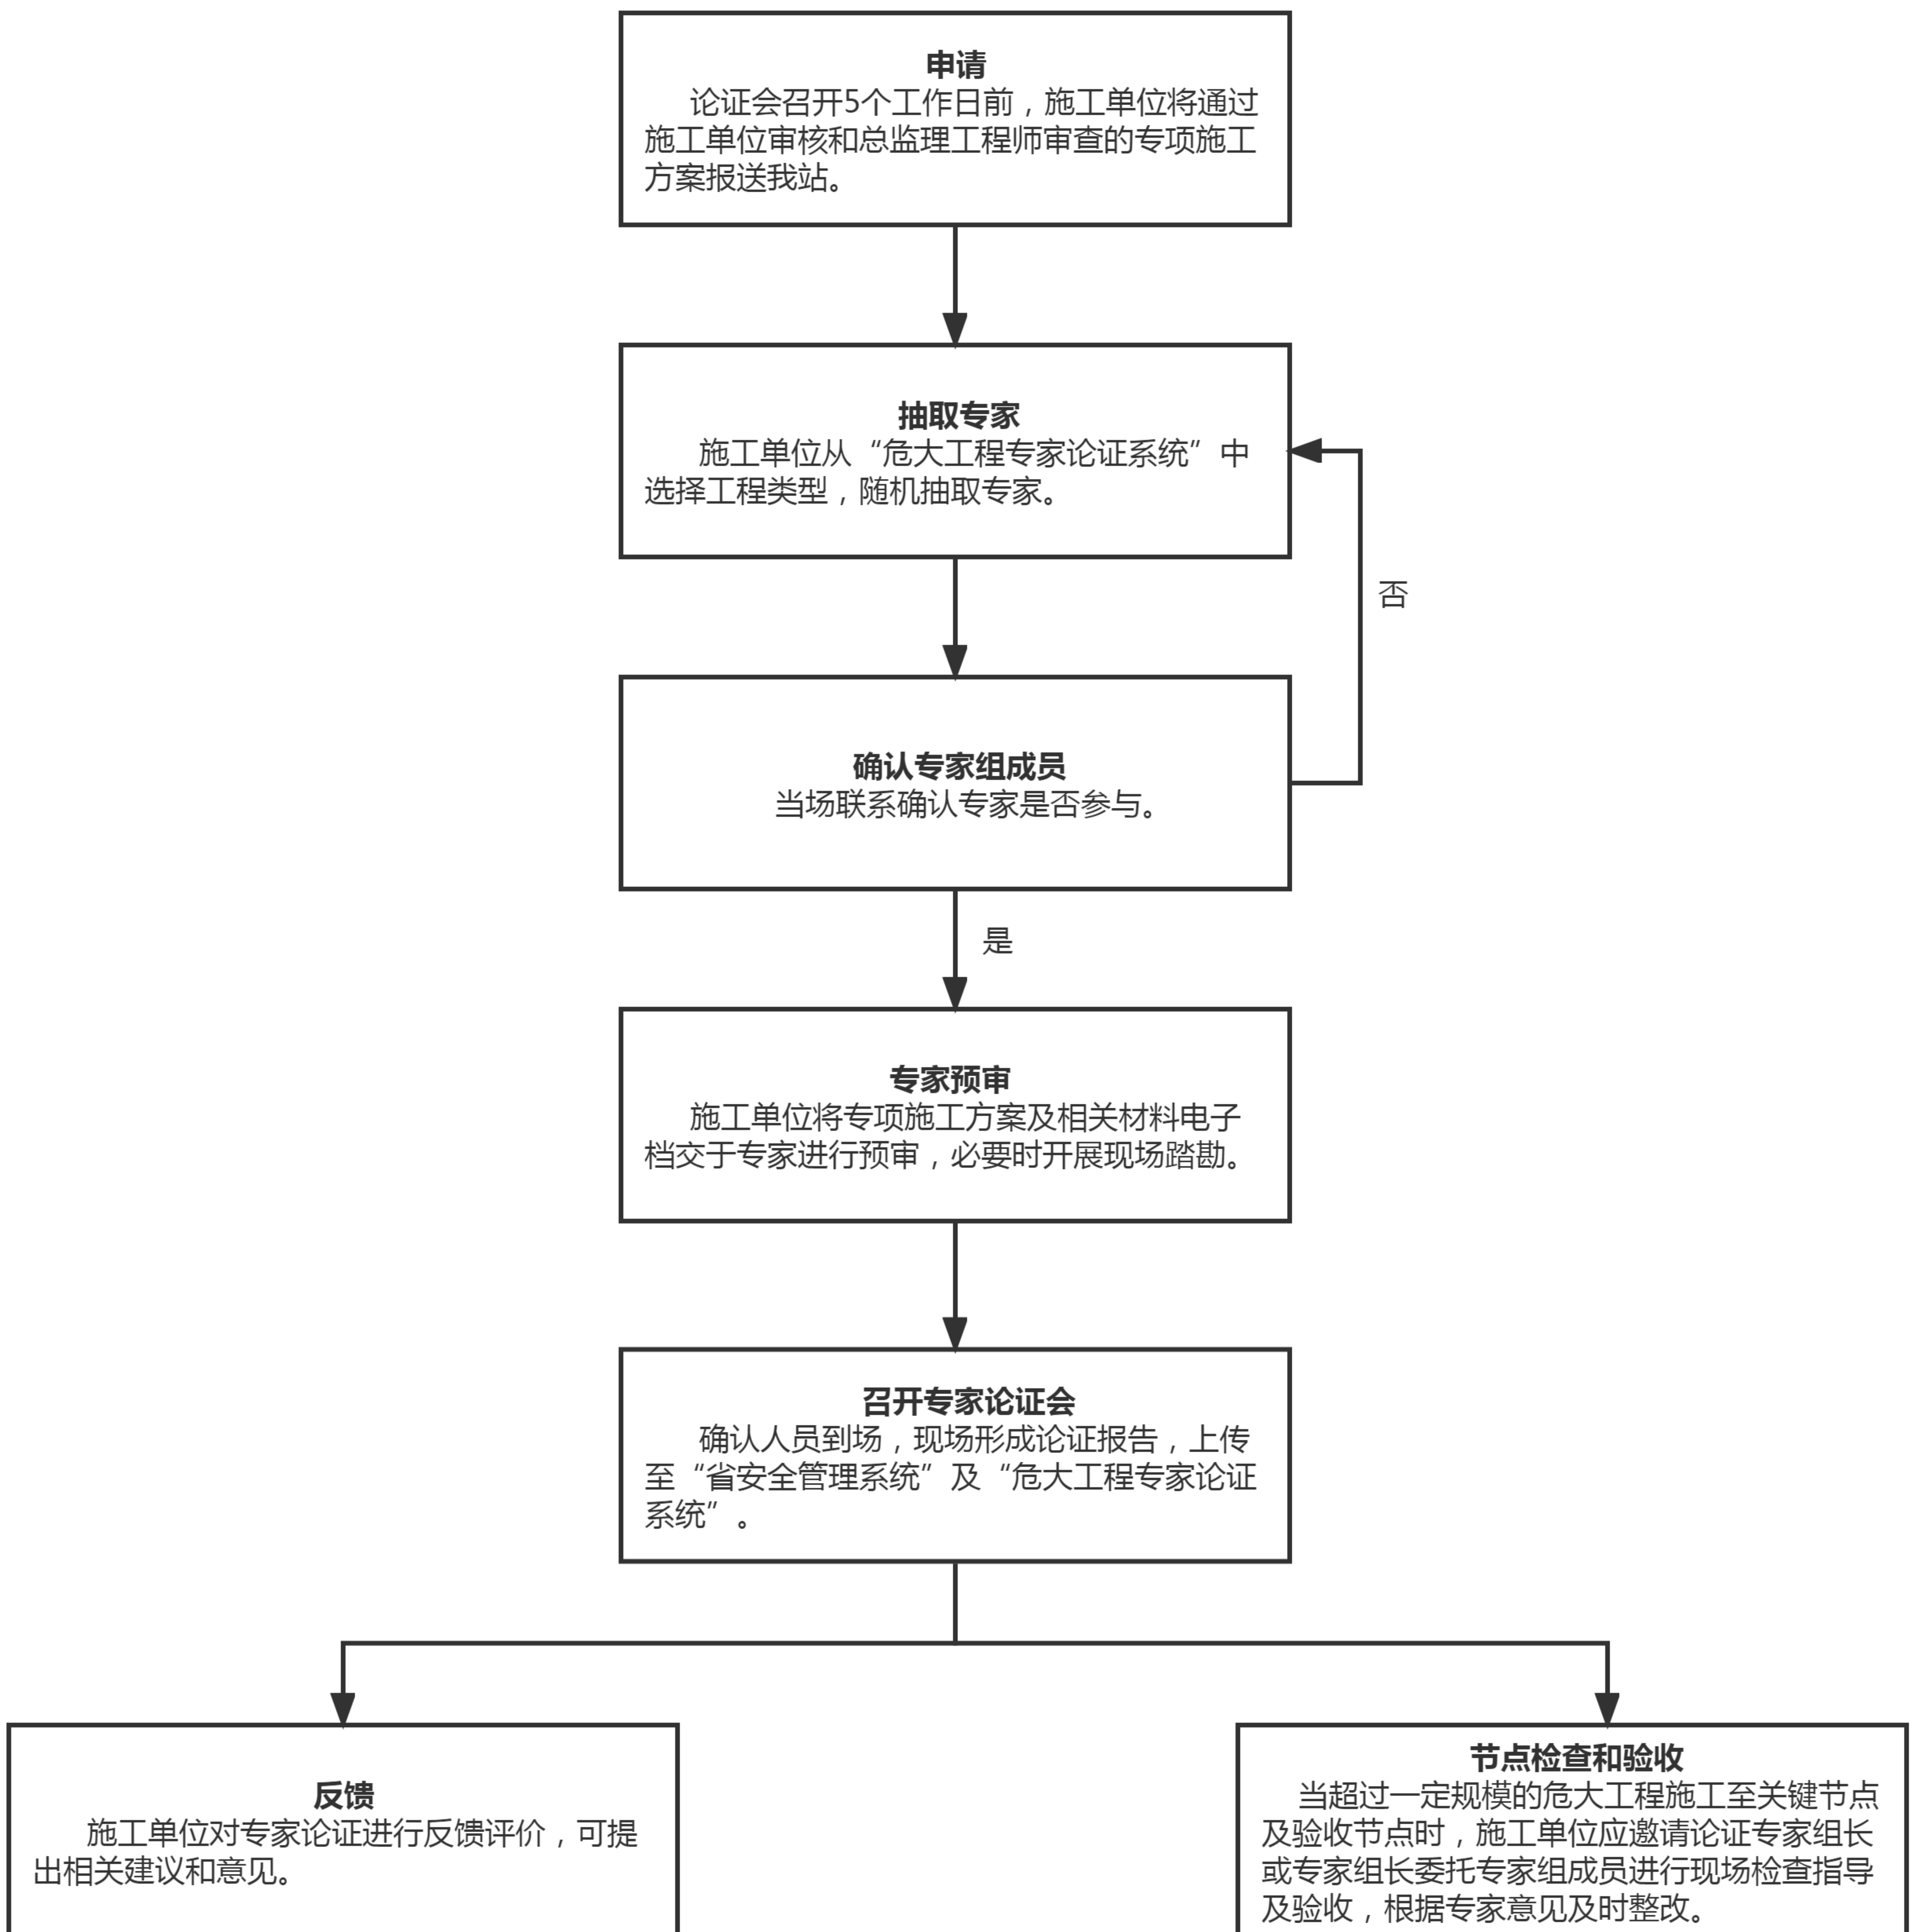 申请
论证会召开5个工作日前，施工单位将通过
施工单位审核和总监理工程师审查的专项施工
方案报送我站。
抽取专家
施工单位从“危大工程专家论证系统”中
选择工程类型，随机抽取专家。
否
确认专家组成员
当场联系确认专家是否参与。
是
专家预审
施工单位将专项施工方案及相关材料电子
档交于专家进行预审，必要时开展现场踏勘。
召开专家论证会
确认人员到场，现场形成论证报告，上传
至“省安全管理系统”及“危大工程专家论证
系统”。
反馈
施工单位对专家论证进行反馈评价，可提
出相关建议和意见。
节点检查和验收
当超过一定规模的危大工程施工至关键节点
及验收节点时，施工单位应邀请论证专家组长
或专家组长委托专家组成员进行现场检查指导
及验收，根据专家意见及时整改。